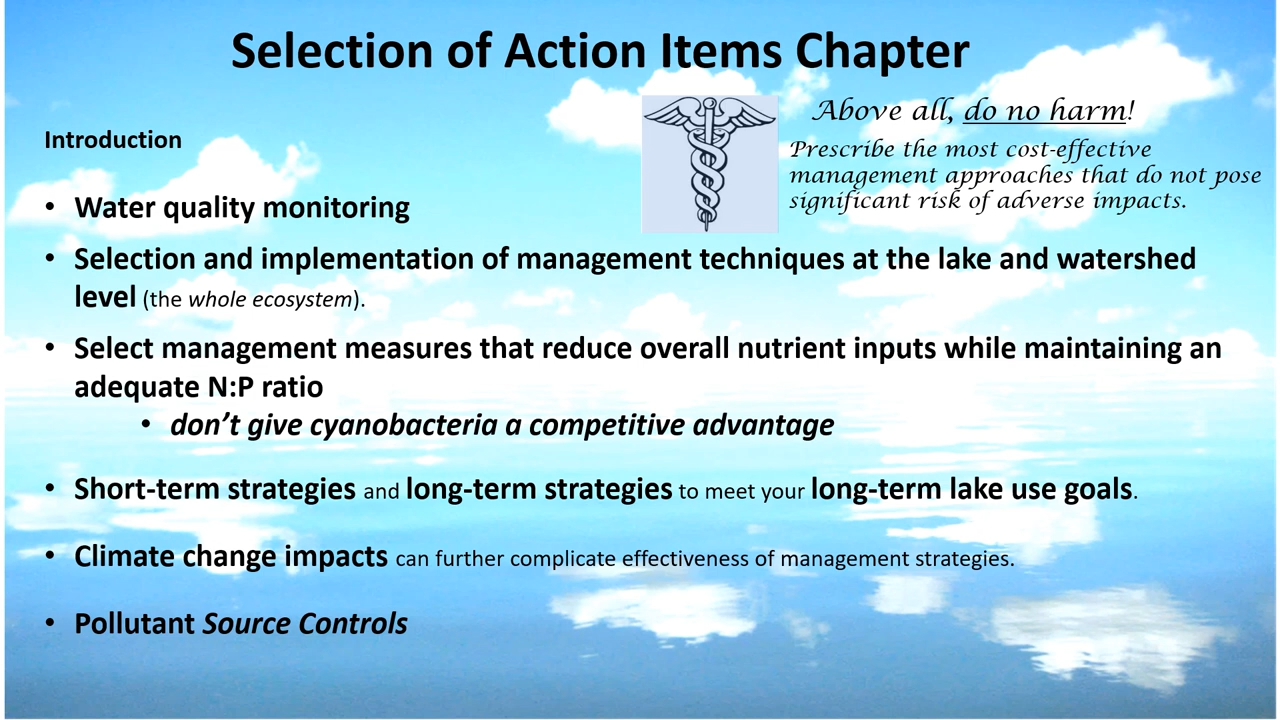 Selection of Action Items Chapter
Above all, do no harm!
Introduction
Prescribe the most cost-effective
management approaches that do not pose
significant risk of adverse impacts.
• Water quality monitoring
• Selection and implementation of management techniques at the lake and watershed
level (the whole ecosystem).
• Select management measures that reduce overall nutrient inputs while maintaining an
adequate N:P ratio
• don’t give cyanobacteria a competitive advantage
• Short-term strategies and long-term strategies to meet your long-term lake use goals.
• Climate change impacts can further complicate effectiveness of management strategies.
• Pollutant Source Controls